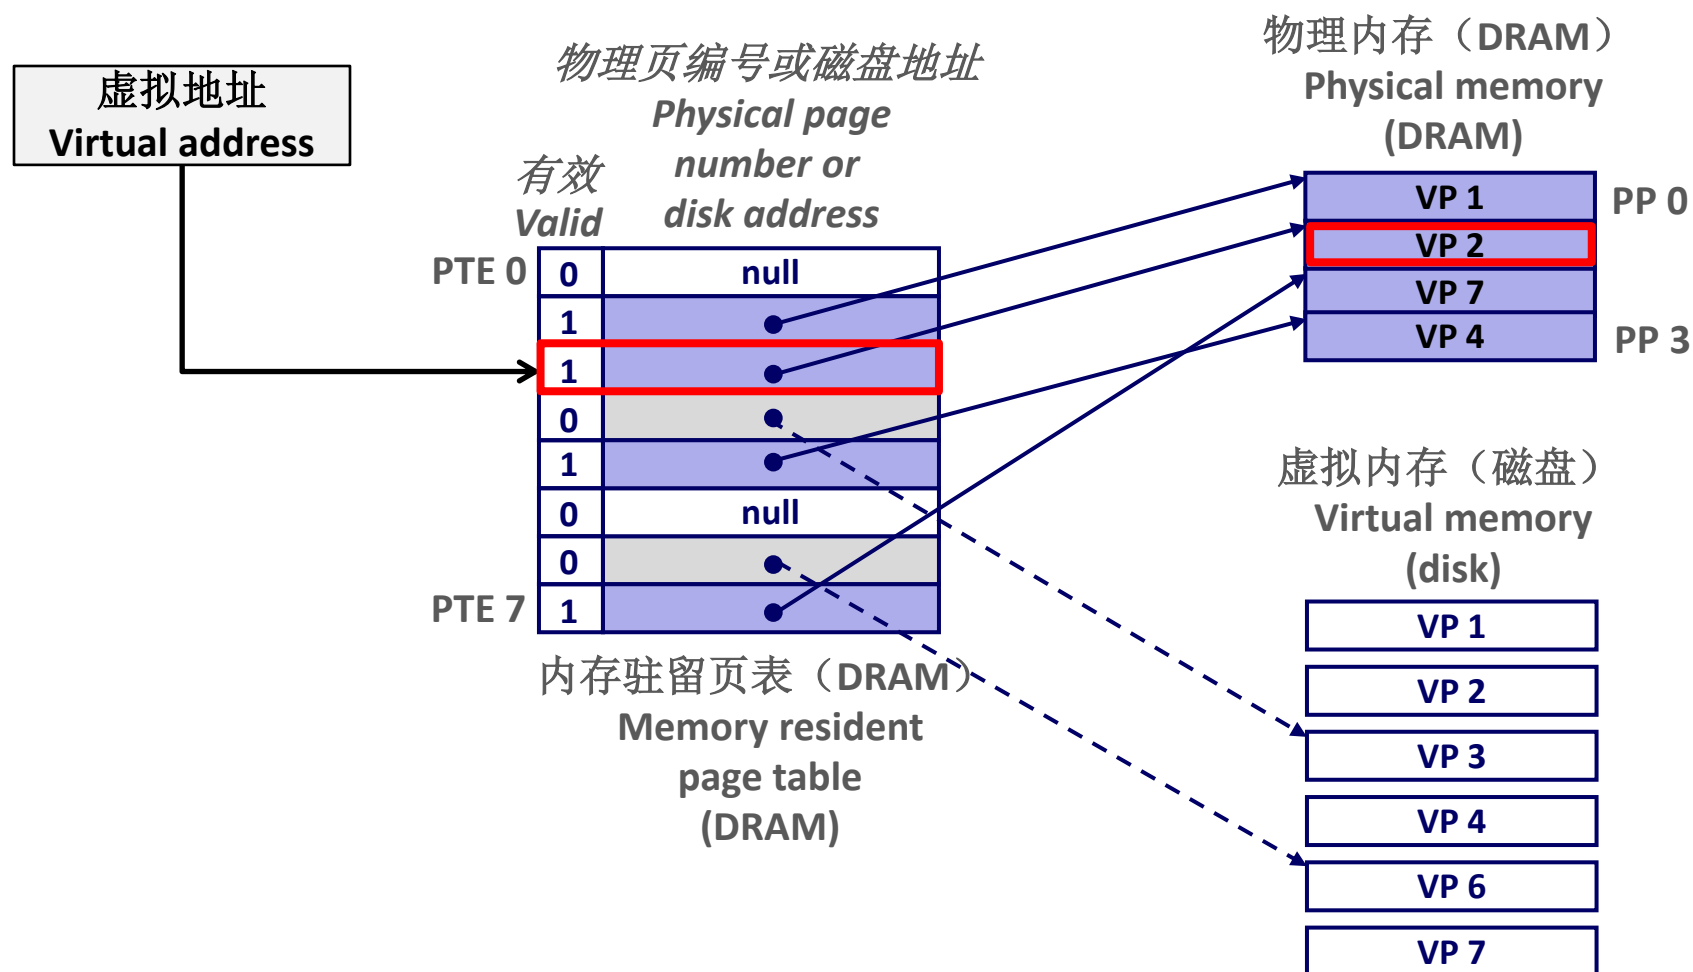 虚拟地址
Virtual address
物理页编号或磁盘地址
Physical page
number or
disk address
有效
Valid
PTE 0
0 null
1
1
0
1
0 null
0
PTE 7
1
内存驻留页表（DRAM）
Memory resident
page table
(DRAM)
物理内存（DRAM）
Physical memory
(DRAM)
VP 1 PP 0
VP 2
VP 7
VP 4 PP 3
虚拟内存（磁盘）
Virtual memory
(disk)
VP 1
VP 2
VP 3
VP 4
VP 6
VP 7